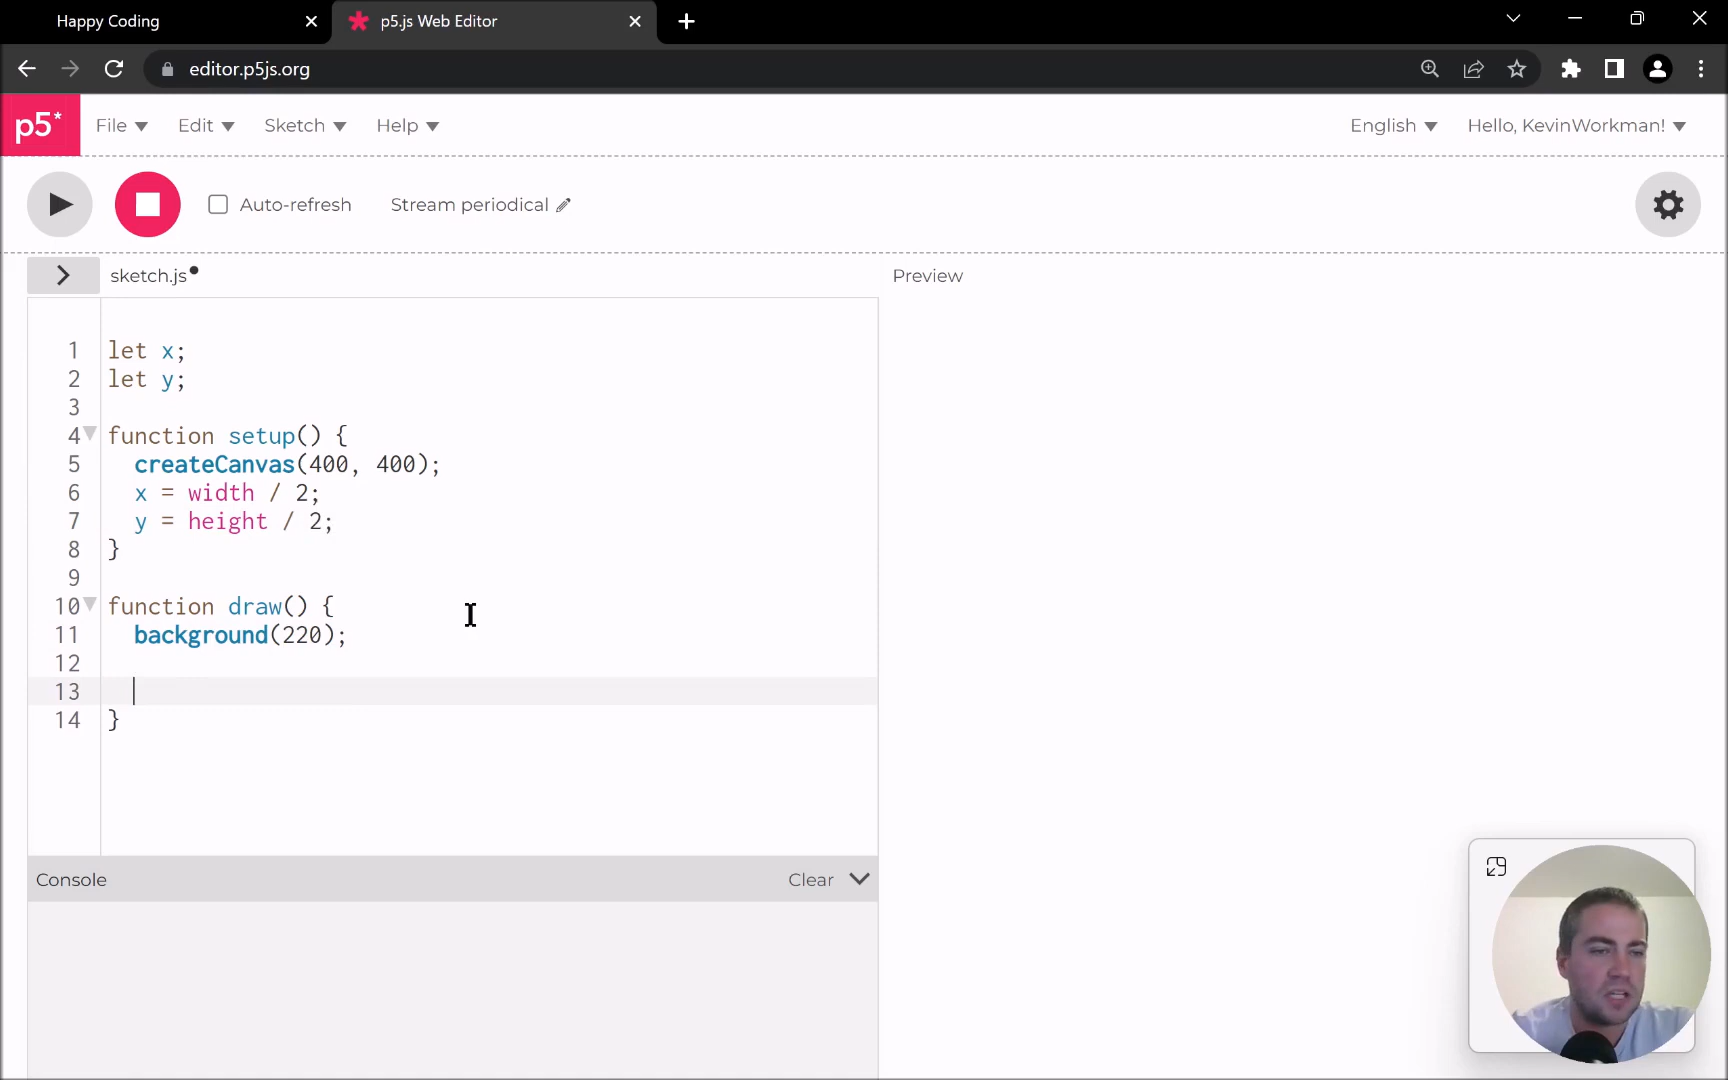 Happy Coding
p5.js Web Editor
editor.p5js.org
p5*
File
Edit
Sketch
Help
English
Hello, KevinWorkman!
Auto-refresh
Stream periodical
sketch.js
Preview
1 let x;
2 let y;
3
4 function setup() {
5 createCanvas(400, 400);
6 x = width / 2;
7 y = height / 2;
8 }
9
10 function draw() {
11 background(220);
12
13
14 }
Console
Clear